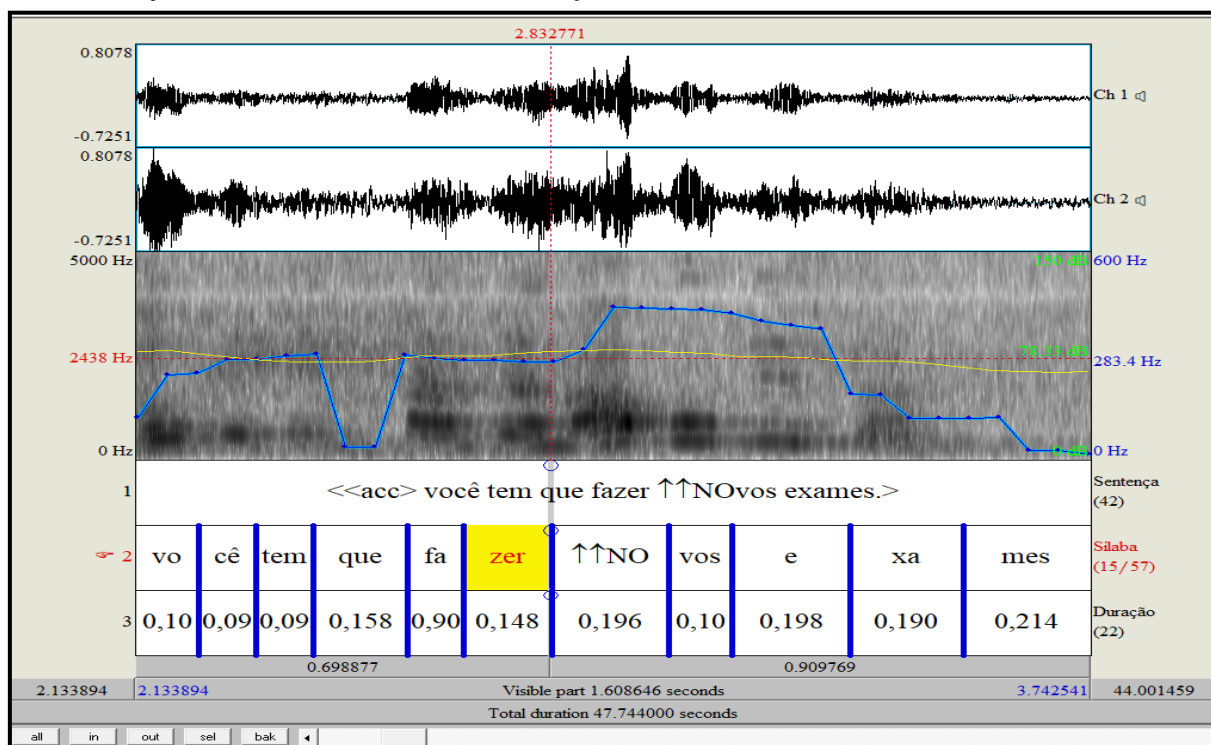 2.832771
0.8078
Ch 1
-0.7251
0.8078
Ch 2
-0.7251
5000 Hz 150 dB 600 Hz
2438 Hz 283.4 Hz
0 Hz 0 dB 0 Hz
1 <<acc> você tem que fazer ↑↑NOvos exames.> Sentença
(42)
2 vo cê tem que fa zer ↑↑NO vos e xa mes Sílaba
(15/57)
3 0,10 0,09 0,09 0,158 0,90 0,148 0,196 0,10 0,198 0,190 0,214 Duração
(22)
0.698877 0.909769
2.133894 2.133894 Visible part 1.608646 seconds 3.742541 44.001459
Total duration 47.744000 seconds
all in out sel bak